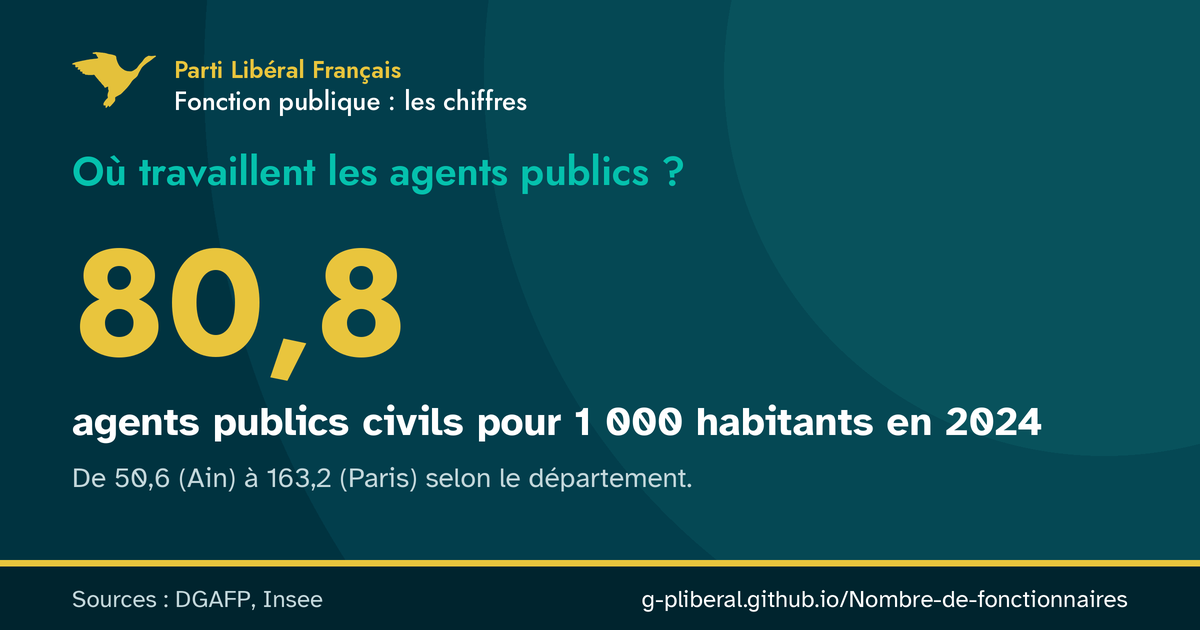 Parti Libéral Français
Fonction publique : les chiffres
Où travaillent les agents publics ?
80,8
agents publics civils pour 1 000 habitants en 2024
De 50,6 (Ain) à 163,2 (Paris) selon le département.
Sources : DGAFP, Insee
g-pliberal.github.io/Nombre-de-fonctionnaires